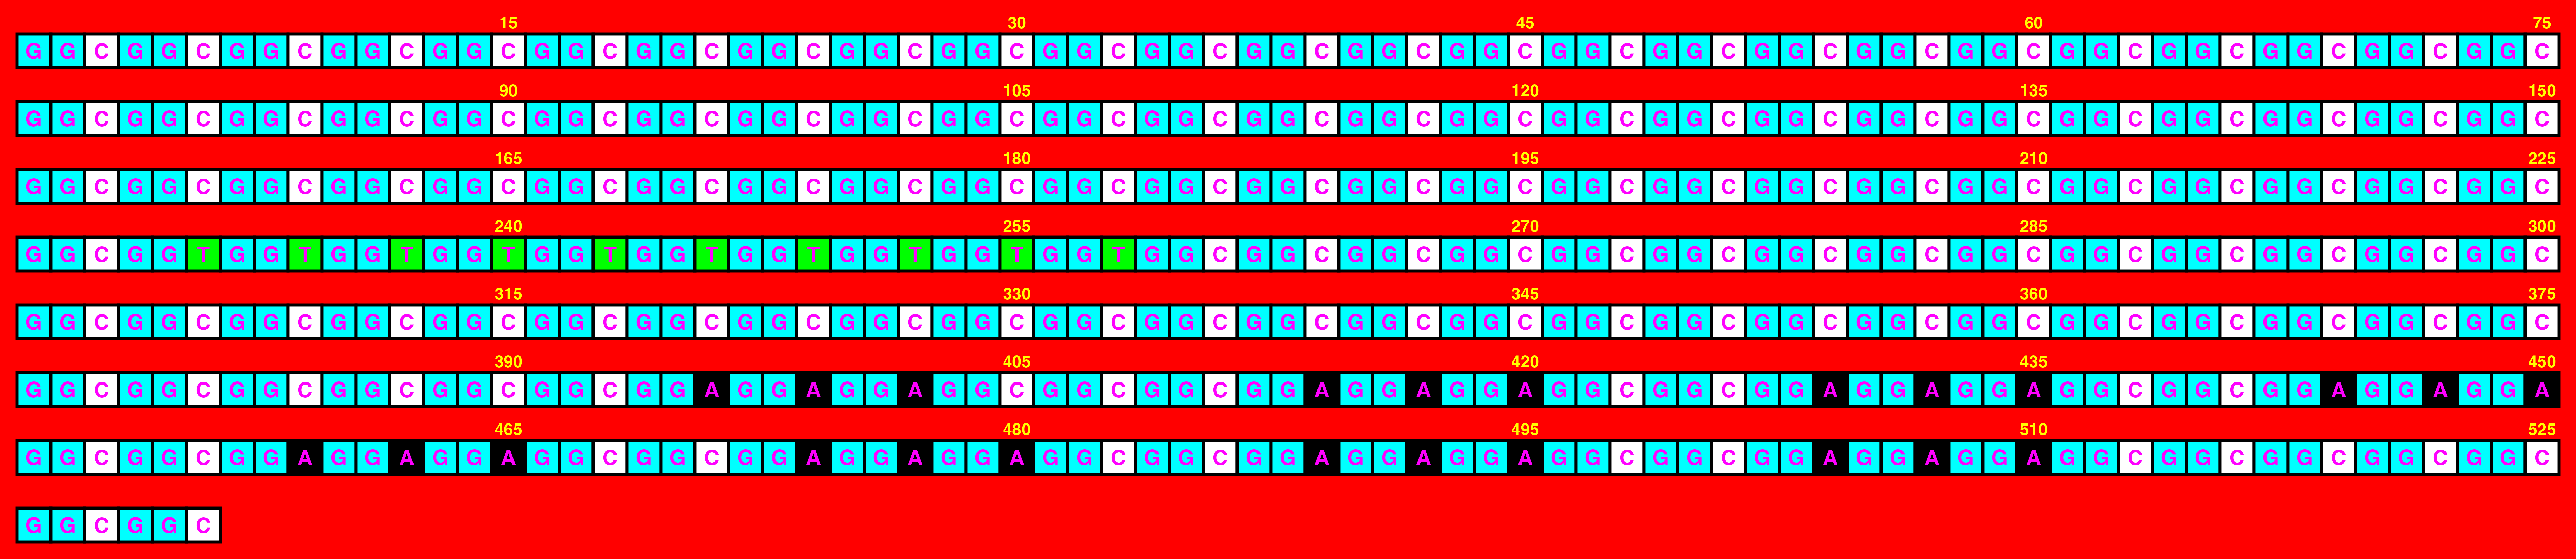 15 30 45 60 75
GGCGGCGGCGGCGGCGGCGGCGGCGGCGGCGGCGGCGGCGGCGGCGGCGGCGGCGGCGGCGGCGGCGGCGGCGGC
90 105 120 135 150
GGCGGCGGCGGCGGCGGCGGCGGCGGCGGCGGCGGCGGCGGCGGCGGCGGCGGCGGCGGCGGCGGCGGCGGCGGC
165 180 195 210 225
GGCGGCGGCGGCGGCGGCGGCGGCGGCGGCGGCGGCGGCGGCGGCGGCGGCGGCGGCGGCGGCGGCGGCGGCGGC
240 255 270 285 300
GGCGGTGGTGGTGGTGGTGGTGGTGGTGGTGGTGGCGGCGGCGGCGGCGGCGGCGGCGGCGGCGGCGGCGGCGGC
315 330 345 360 375
GGCGGCGGCGGCGGCGGCGGCGGCGGCGGCGGCGGCGGCGGCGGCGGCGGCGGCGGCGGCGGCGGCGGCGGCGGC
390 405 420 435 450
GGCGGCGGCGGCGGCGGCGGAGGAGGAGGCGGCGGCGGAGGAGGAGGCGGCGGAGGAGGAGGCGGCGGAGGAGGA
465 480 495 510 525
GGCGGCGGAGGAGGAGGCGGCGGAGGAGGAGGCGGCGGAGGAGGAGGCGGCGGAGGAGGAGGCGGCGGCGGCGGC
GGCGGC